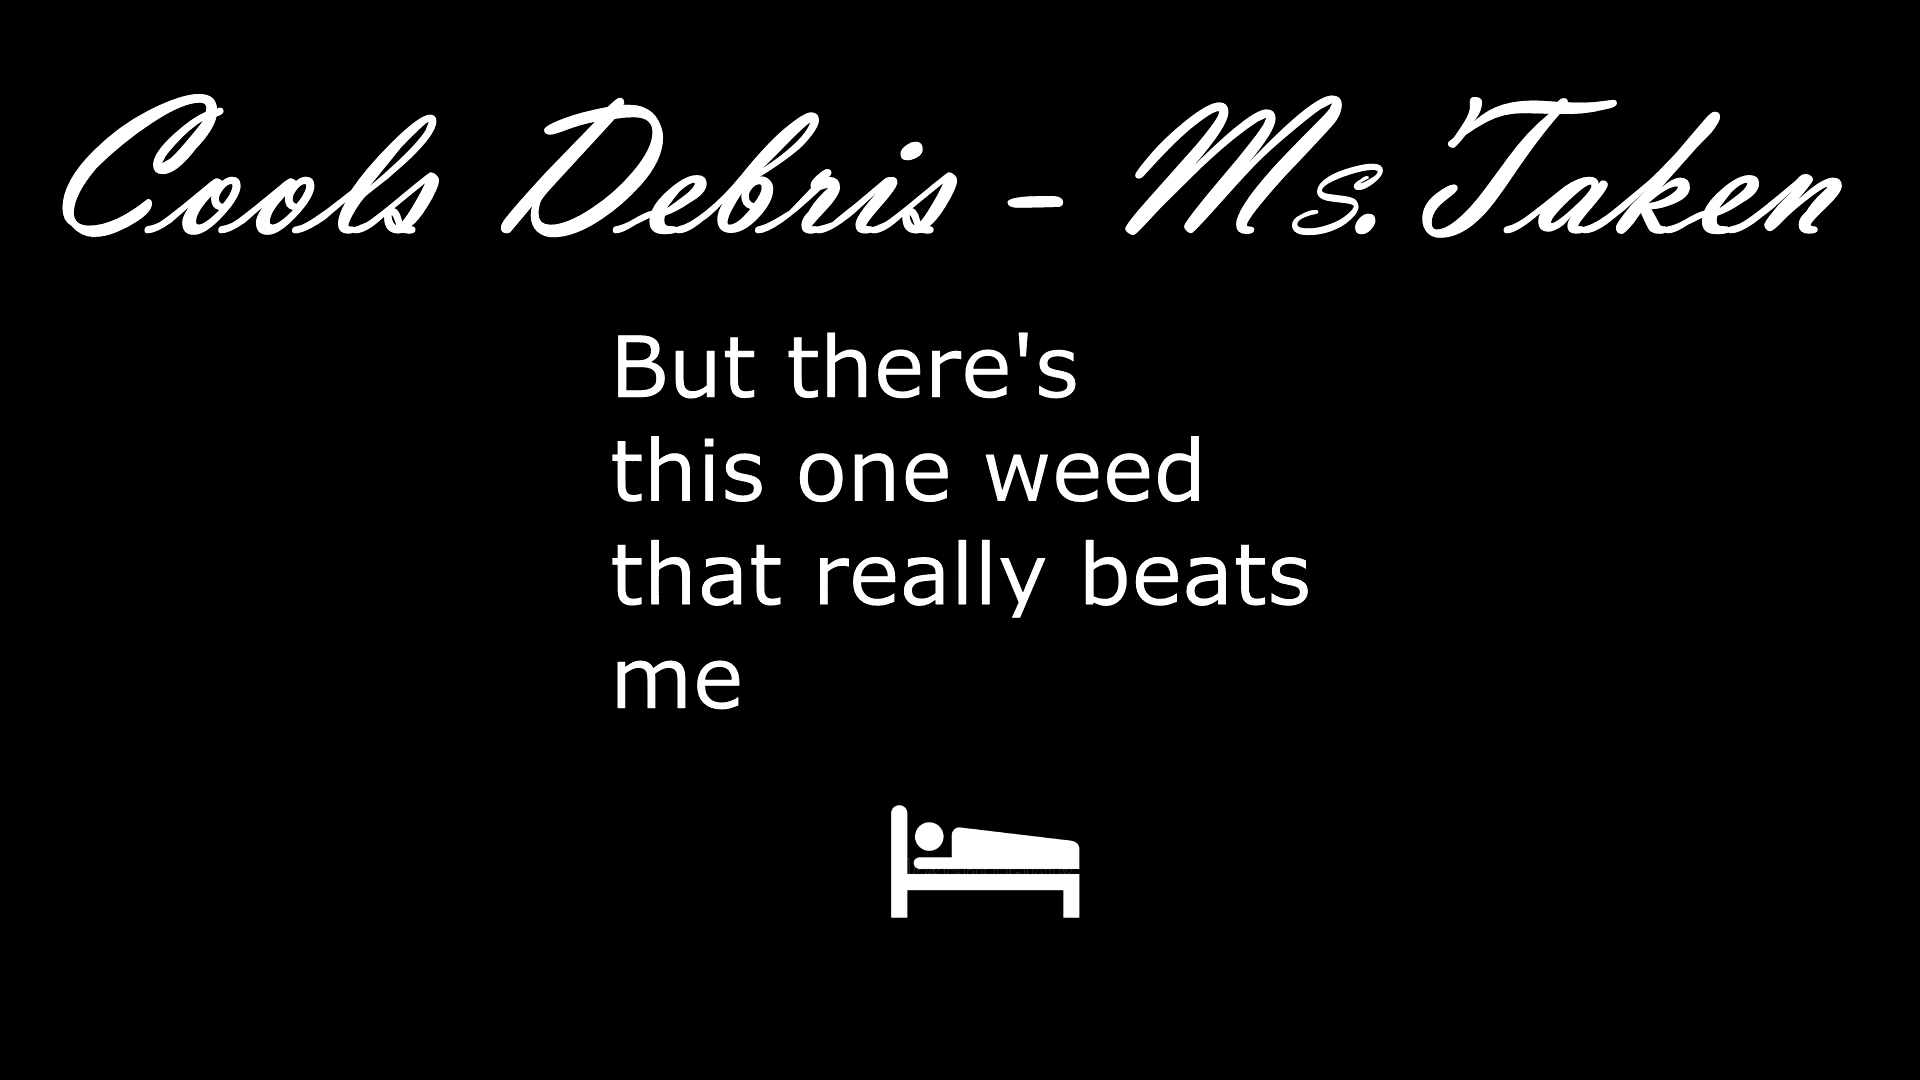 Cools Debris - Ms. Taken
But there's
this one weed
that really beats
me